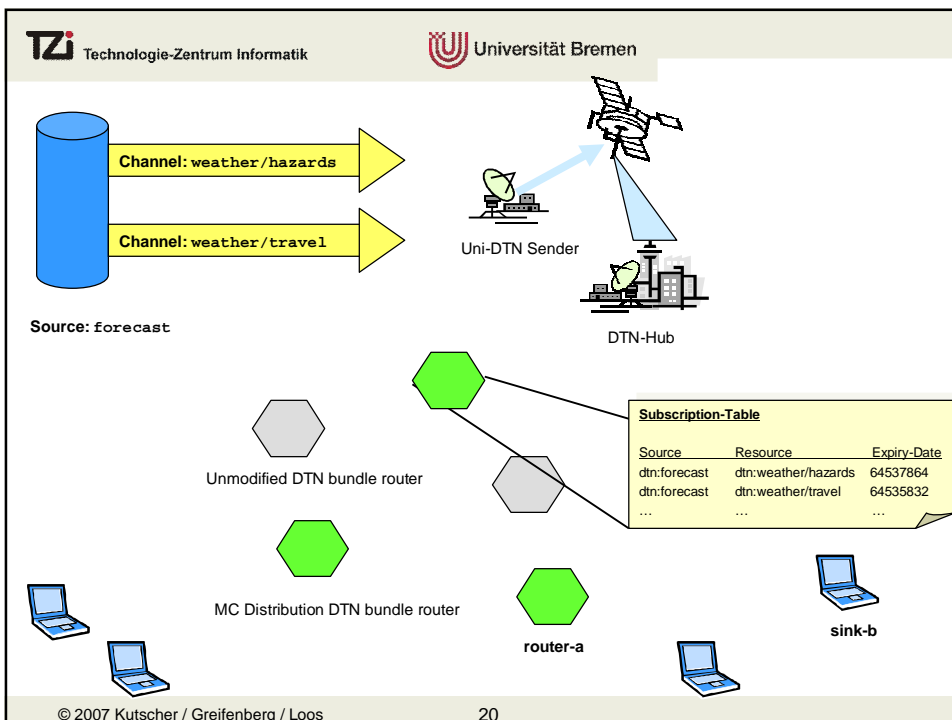 TZi Technologie-Zentrum Informatik
Universität Bremen
Channel: weather/hazards
Channel: weather/travel
Source: forecast
Uni-DTN Sender
DTN-Hub
Subscription-Table
Source Resource Expiry-Date
dtn:forecast dtn:weather/hazards 64537864
dtn:forecast dtn:weather/travel 64535832
... ... ...
Unmodified DTN bundle router
MC Distribution DTN bundle router
router-a
sink-b
© 2007 Kutscher / Greifenberg / Loos 20